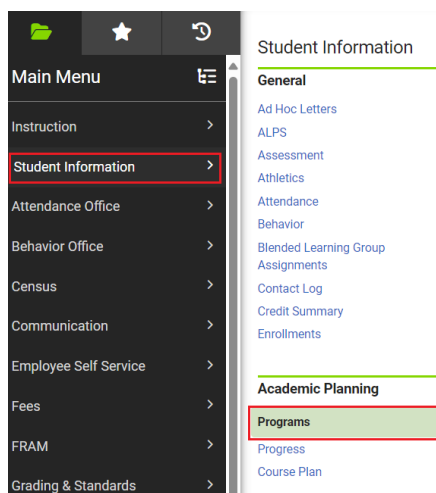 Main Menu
Instruction
Student Information
Attendance Office
Behavior Office
Census
Communication
Employee Self Service
Fees
FRAM
Grading & Standards
Student Information
General
Ad Hoc Letters
ALPS
Assessment
Athletics
Attendance
Behavior
Blended Learning Group
Assignments
Contact Log
Credit Summary
Enrollments
Academic Planning
Programs
Progress
Course Plan